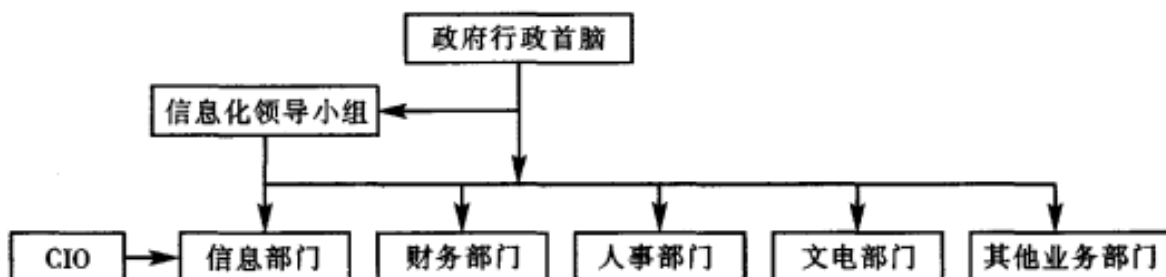 政府行政首脑
信息化领导小组
CIO
信息部门
财务部门
人事部门
文电部门
其他业务部门